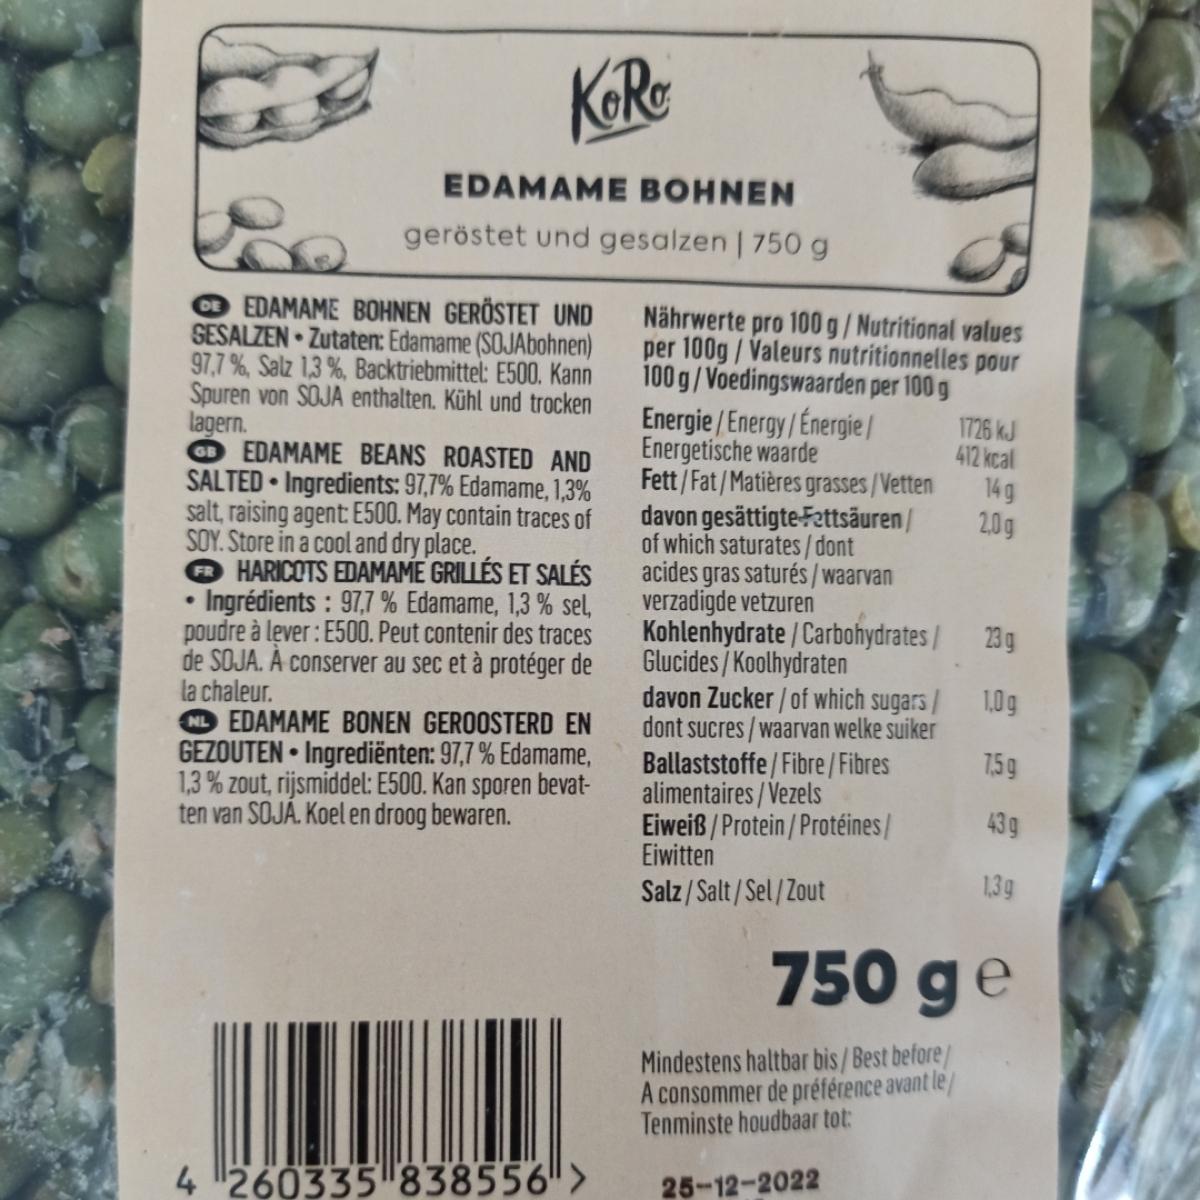 KoRo
EDAMAME BOHNEN
geröstet und gesalzen | 750 g
DE EDAMAME BOHNEN GERÖSTET UND
GESALZEN • Zutaten: Edamame (SOJAbohnen)
97,7 %, Salz 1,3 %, Backtriebmittel: E500. Kann
Spuren von SOJA enthalten. Kühl und trocken
lagern.
GB EDAMAME BEANS ROASTED AND
SALTED • Ingredients: 97,7% Edamame, 1,3%
salt, raising agent: E500. May contain traces of
SOY. Store in a cool and dry place.
FR HARICOTS EDAMAME GRILLÉS ET SALÉS
• Ingrédients : 97,7 % Edamame, 1,3 % sel,
poudre à lever : E500. Peut contenir des traces
de SOJA. À conserver au sec et à protéger de
la chaleur.
NL EDAMAME BONEN GEROOSTERD EN
GEZOUTEN • Ingrediënten: 97,7 % Edamame,
1,3 % zout, rijsmiddel: E500. Kan sporen bevat-
ten van SOJA. Koel en droog bewaren.
Nährwerte pro 100 g / Nutritional values
per 100g / Valeurs nutritionnelles pour
100 g / Voedingswaarden per 100 g
Energie / Energy / Énergie / 1726 kJ
Energetische waarde 412 kcal
Fett / Fat / Matières grasses / Vetten 14 g
davon gesättigte Fettsäuren / 2,0 g
of which saturates / dont
acides gras saturés / waarvan
verzadigde vetzuren
Kohlenhydrate / Carbohydrates / 23 g
Glucides / Koolhydraten
davon Zucker / of which sugars / 1,0 g
dont sucres / waarvan welke suiker
Ballaststoffe / Fibre / Fibres 7,5 g
alimentaires / Vezels
Eiweiß / Protein / Protéines / 43 g
Eiwitten
Salz / Salt / Sel / Zout 1,3 g
750 g e
Mindestens haltbar bis / Best before /
A consommer de préférence avant le /
Tenminste houdbaar tot:
25-12-2022
4 260335 838556 >